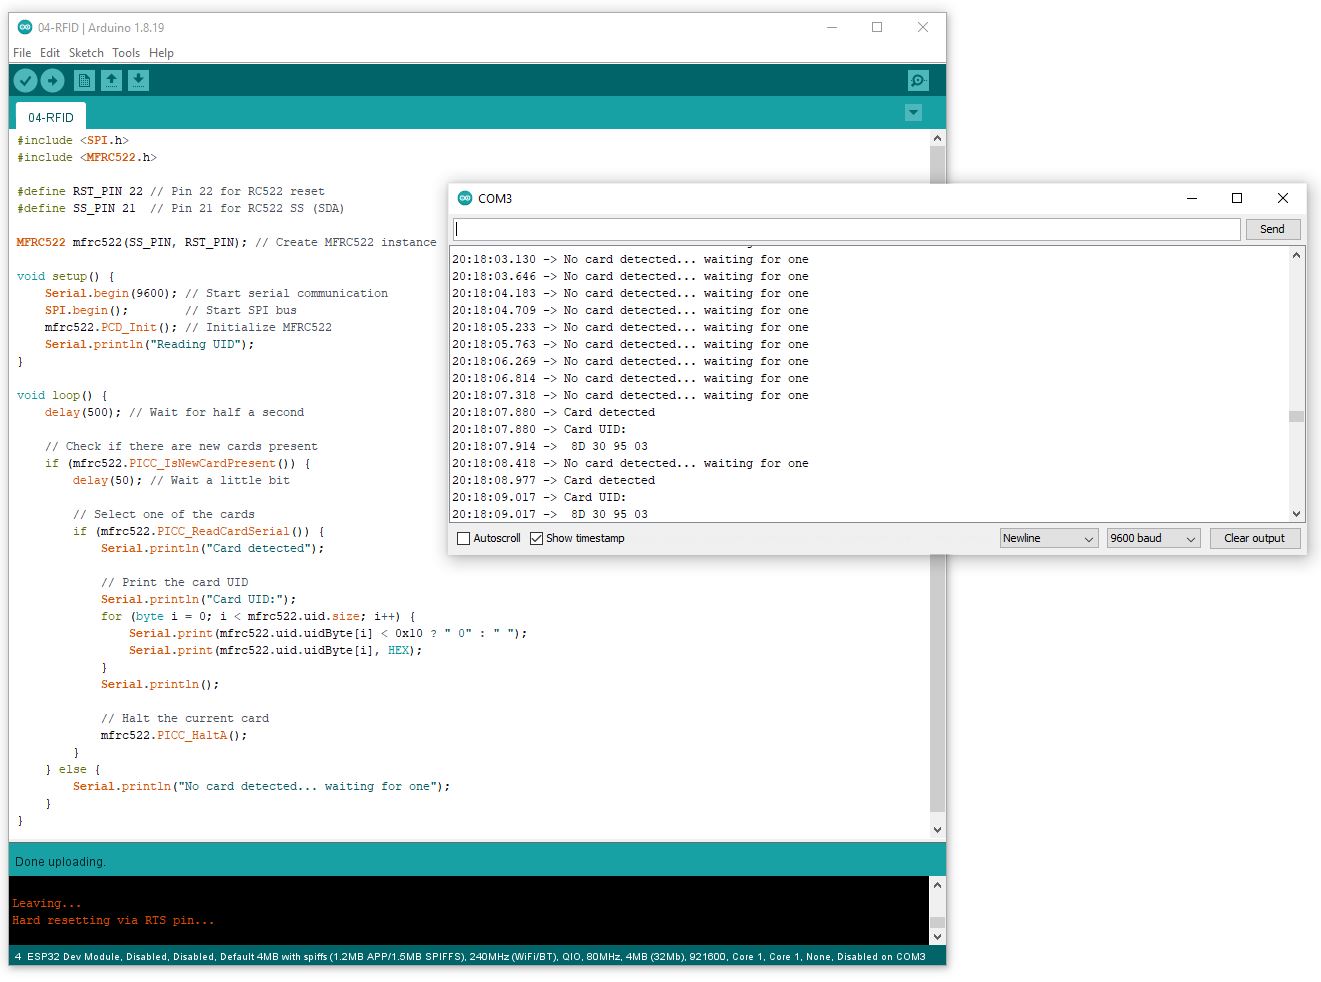 04-RFID | Arduino 1.8.19
File Edit Sketch Tools Help
04-RFID
#include <SPI.h>
#include <MFRC522.h>
#define RST_PIN 22 // Pin 22 for RC522 reset
#define SS_PIN 21  // Pin 21 for RC522 SS (SDA)
MFRC522 mfrc522(SS_PIN, RST_PIN); // Create MFRC522 instance
void setup() {
    Serial.begin(9600); // Start serial communication
    SPI.begin();        // Start SPI bus
    mfrc522.PCD_Init(); // Initialize MFRC522
    Serial.println("Reading UID");
}
void loop() {
    delay(500); // Wait for half a second
    // Check if there are new cards present
    if (mfrc522.PICC_IsNewCardPresent()) {
        delay(50); // Wait a little bit
        // Select one of the cards
        if (mfrc522.PICC_ReadCardSerial()) {
            Serial.println("Card detected");
            // Print the card UID
            Serial.println("Card UID:");
            for (byte i = 0; i < mfrc522.uid.size; i++) {
                Serial.print(mfrc522.uid.uidByte[i] < 0x10 ? " 0" : " ");
                Serial.print(mfrc522.uid.uidByte[i], HEX);
            }
            Serial.println();
            // Halt the current card
            mfrc522.PICC_HaltA();
        }
    } else {
        Serial.println("No card detected... waiting for one");
    }
}
Done uploading.
Leaving...
Hard resetting via RTS pin...
4 ESP32 Dev Module, Disabled, Disabled, Default 4MB with spiffs (1.2MB APP/1.5MB SPIFFS), 240MHz (WiFi/BT), QIO, 80MHz, 4MB (32Mb), 921600, Core 1, Core 1, None, Disabled on COM3
COM3
Send
20:18:03.130 -> No card detected... waiting for one
20:18:03.646 -> No card detected... waiting for one
20:18:04.183 -> No card detected... waiting for one
20:18:04.709 -> No card detected... waiting for one
20:18:05.233 -> No card detected... waiting for one
20:18:05.763 -> No card detected... waiting for one
20:18:06.269 -> No card detected... waiting for one
20:18:06.814 -> No card detected... waiting for one
20:18:07.318 -> No card detected... waiting for one
20:18:07.880 -> Card detected
20:18:07.880 -> Card UID:
20:18:07.914 ->  8D 30 95 03
20:18:08.418 -> No card detected... waiting for one
20:18:08.977 -> Card detected
20:18:09.017 -> Card UID:
20:18:09.017 ->  8D 30 95 03
Autoscroll Show timestamp Newline 9600 baud Clear output